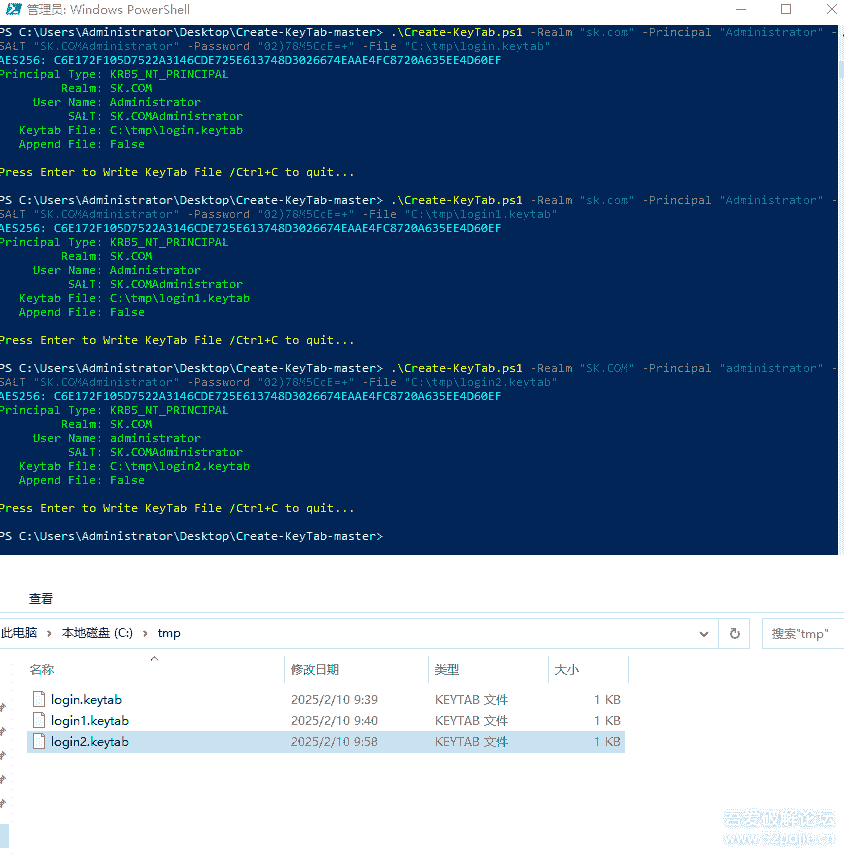 管理员: Windows PowerShell
PS C:\Users\Administrator\Desktop\Create-KeyTab-master> .\Create-KeyTab.ps1 -Realm "sk.com" -Principal "Administrator" -
SALT "SK.COMAdministrator" -Password "02)78M5CcE=+" -File "C:\tmp\login.keytab"
AES256: C6E172F105D7522A3146CDE725E613748D3026674EAAE4FC8720A635EE4D60EF
Principal Type: KRB5_NT_PRINCIPAL
Realm: SK.COM
User Name: Administrator
SALT: SK.COMAdministrator
Keytab File: C:\tmp\login.keytab
Append File: False
Press Enter to Write KeyTab File /Ctrl+C to quit...
PS C:\Users\Administrator\Desktop\Create-KeyTab-master> .\Create-KeyTab.ps1 -Realm "sk.com" -Principal "Administrator" -
SALT "SK.COMAdministrator" -Password "02)78M5CcE=+" -File "C:\tmp\login1.keytab"
AES256: C6E172F105D7522A3146CDE725E613748D3026674EAAE4FC8720A635EE4D60EF
Principal Type: KRB5_NT_PRINCIPAL
Realm: SK.COM
User Name: Administrator
SALT: SK.COMAdministrator
Keytab File: C:\tmp\login1.keytab
Append File: False
Press Enter to Write KeyTab File /Ctrl+C to quit...
PS C:\Users\Administrator\Desktop\Create-KeyTab-master> .\Create-KeyTab.ps1 -Realm "SK.COM" -Principal "administrator" -
SALT "SK.COMAdministrator" -Password "02)78M5CcE=+" -File "C:\tmp\login2.keytab"
AES256: C6E172F105D7522A3146CDE725E613748D3026674EAAE4FC8720A635EE4D60EF
Principal Type: KRB5_NT_PRINCIPAL
Realm: SK.COM
User Name: administrator
SALT: SK.COMAdministrator
Keytab File: C:\tmp\login2.keytab
Append File: False
Press Enter to Write KeyTab File /Ctrl+C to quit...
PS C:\Users\Administrator\Desktop\Create-KeyTab-master>
查看
此电脑 › 本地磁盘 (C:) › tmp
搜索"tmp"
名称 修改日期 类型 大小
login.keytab 2025/2/10 9:39 KEYTAB 文件 1 KB
login1.keytab 2025/2/10 9:40 KEYTAB 文件 1 KB
login2.keytab 2025/2/10 9:58 KEYTAB 文件 1 KB
吾爱破解论坛
www.52pojie.cn